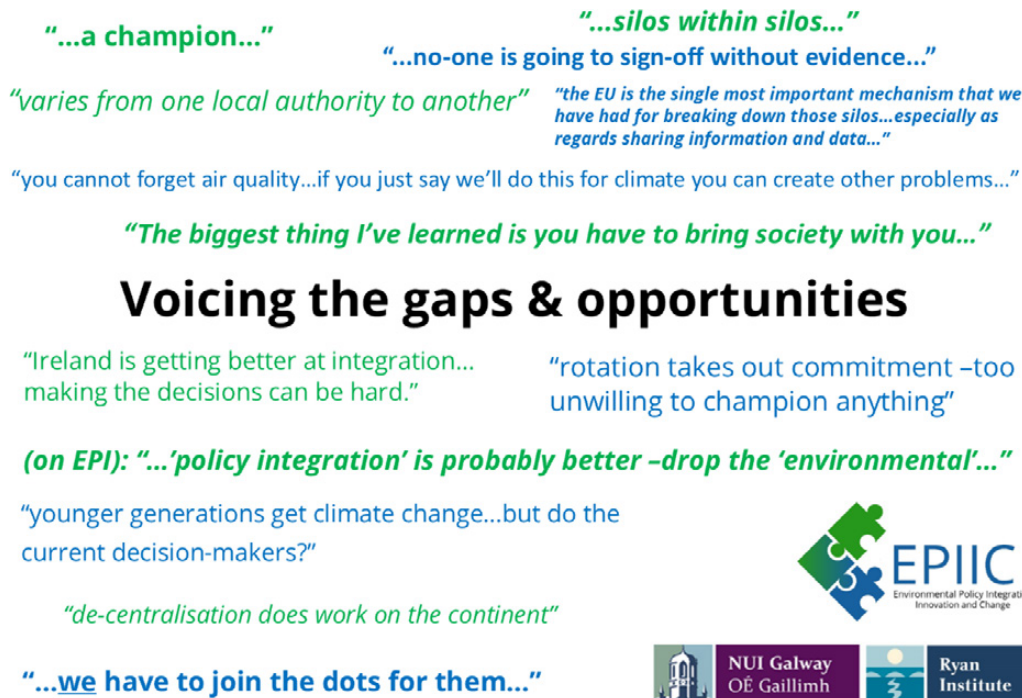 “...a champion...”
“...silos within silos...”
“...no-one is going to sign-off without evidence...”
“varies from one local authority to another”
“the EU is the single most important mechanism that we
have had for breaking down those silos...especially as
regards sharing information and data...”
“you cannot forget air quality...if you just say we’ll do this for climate you can create other problems...”
“The biggest thing I’ve learned is you have to bring society with you...”
Voicing the gaps & opportunities
“Ireland is getting better at integration...
making the decisions can be hard.”
“rotation takes out commitment –too
unwilling to champion anything”
(on EPI): “...’policy integration’ is probably better –drop the ‘environmental’...”
“younger generations get climate change...but do the
current decision-makers?”
EPIIC
Environmental Policy Integrati
Innovation and Change
“de-centralisation does work on the continent”
“...we have to join the dots for them...”
NUI Galway
OÉ Gaillimh
Ryan
Institute